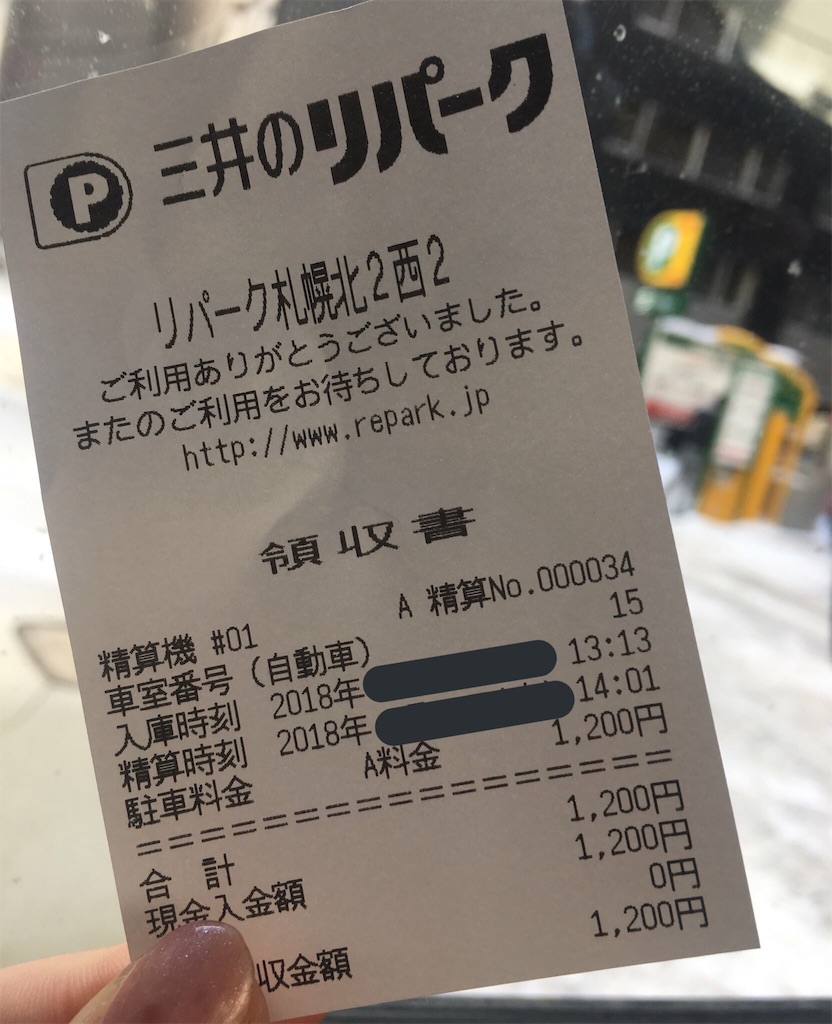 P 三井のリパーク
リパーク札幌北2西2
ご利用ありがとうございました。
またのご利用をお待ちしております。
http://www.repark.jp
領収書
精算機 #01 A 精算No.000034
車室番号 (自動車) 15
入庫時刻 2018年 13:13
精算時刻 2018年 14:01
駐車料金 A料金 1,200円
====================
合 計 1,200円
現金入金額 1,200円
0円
収金額 1,200円